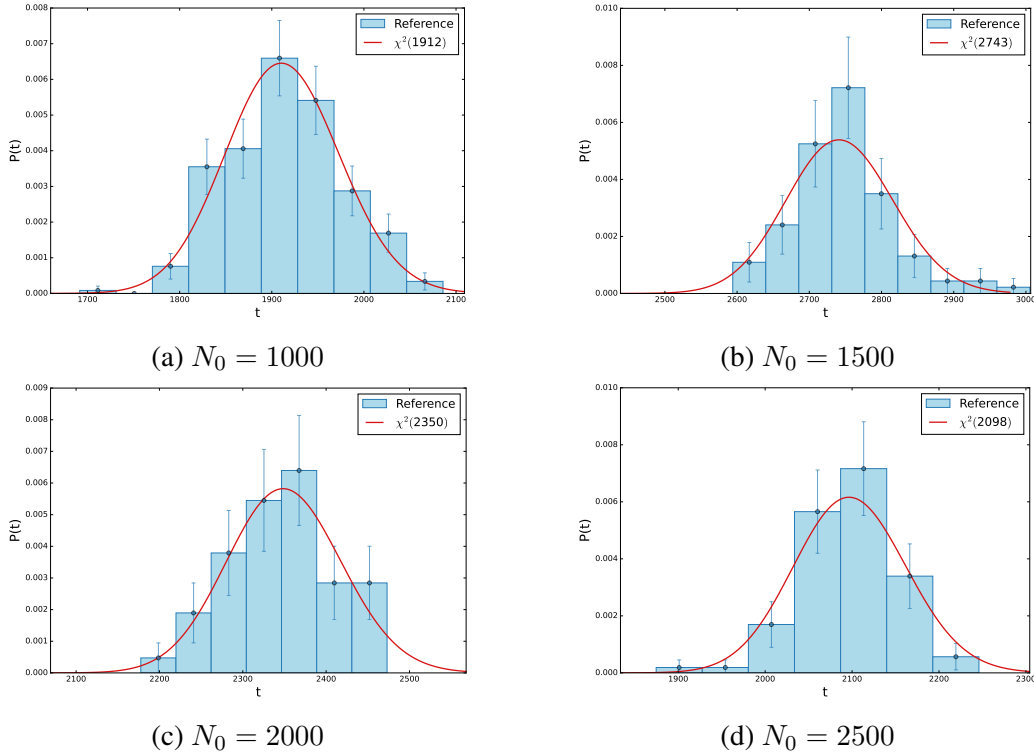 0.008
0.007
0.006
0.005
0.004
0.003
0.002
0.001
0.000
P(t)
1700 1800 1900 2000 2100
t
Reference
χ²(1912)
(a) N₀ = 1000
0.010
0.008
0.006
0.004
0.002
0.000
P(t)
2500 2600 2700 2800 2900 3000
t
Reference
χ²(2743)
(b) N₀ = 1500
0.009
0.008
0.007
0.006
0.005
0.004
0.003
0.002
0.001
0.000
P(t)
2100 2200 2300 2400 2500
t
Reference
χ²(2350)
(c) N₀ = 2000
0.010
0.008
0.006
0.004
0.002
0.000
P(t)
1900 2000 2100 2200 2300
t
Reference
χ²(2098)
(d) N₀ = 2500